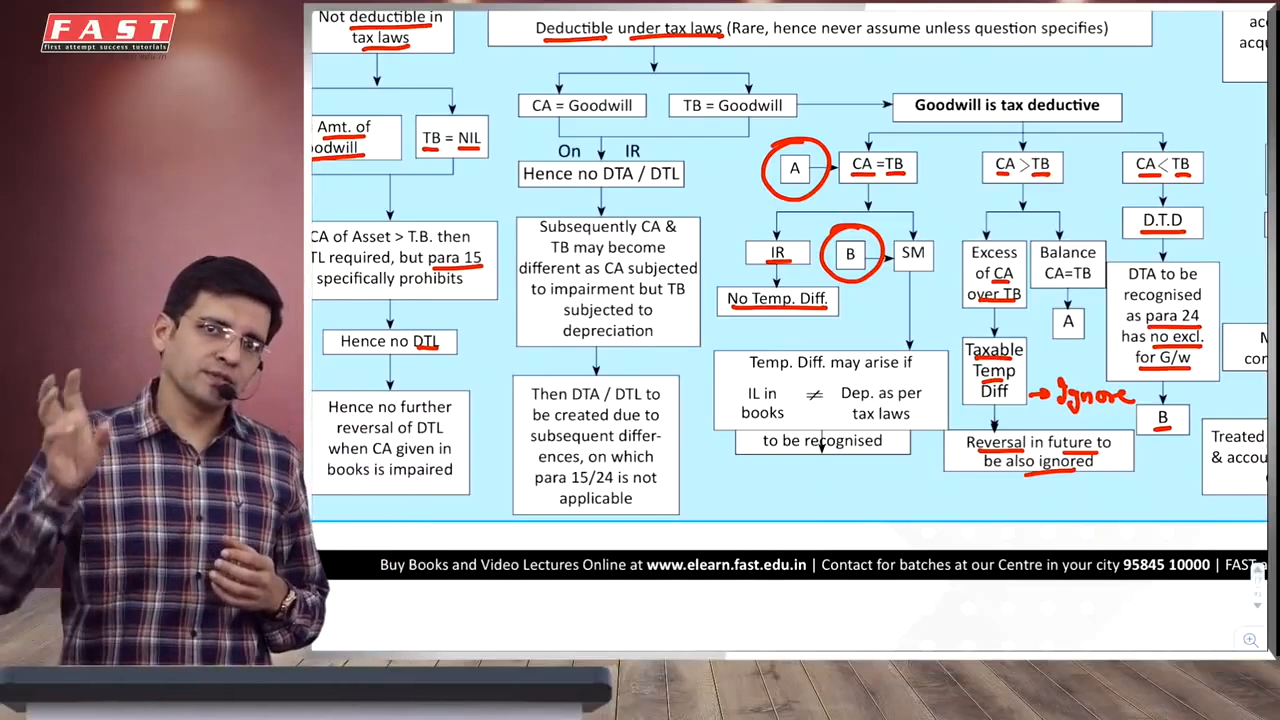 FAST
first attempt success tutorials
Not deductible in
tax laws
Deductible under tax laws (Rare, hence never assume unless question specifies)
CA = Goodwill
TB = Goodwill
Goodwill is tax deductive
Amt. of
TB = NIL
On IR
Hence no DTA / DTL
A
CA =TB
CA >TB
CA< TB
D.T.D
CA of Asset > T.B. then
required, but para 15
specifically prohibits
Subsequently CA &
TB may become
different as CA subjected
to impairment but TB
subjected to
depreciation
IR
B
SM
No Temp. Diff.
Excess
of CA
over TB
Balance
CA=TB
A
DTA to be
recognised
as para 24
has no excl.
for G/w
B
Hence no DTL
Taxable
Temp
Diff
Ignore
Temp. Diff. may arise if
IL in
books
≠
Dep. as per
tax laws
to be recognised
Reversal in future to
be also ignored
Hence no further
reversal of DTL
when CA given in
books is impaired
Then DTA / DTL to
be created due to
subsequent differ-
ences, on which
para 15/24 is not
applicable
Treated
& accou
Buy Books and Video Lectures Online at www.elearn.fast.edu.in | Contact for batches at our Centre in your city 95845 10000 | FAST